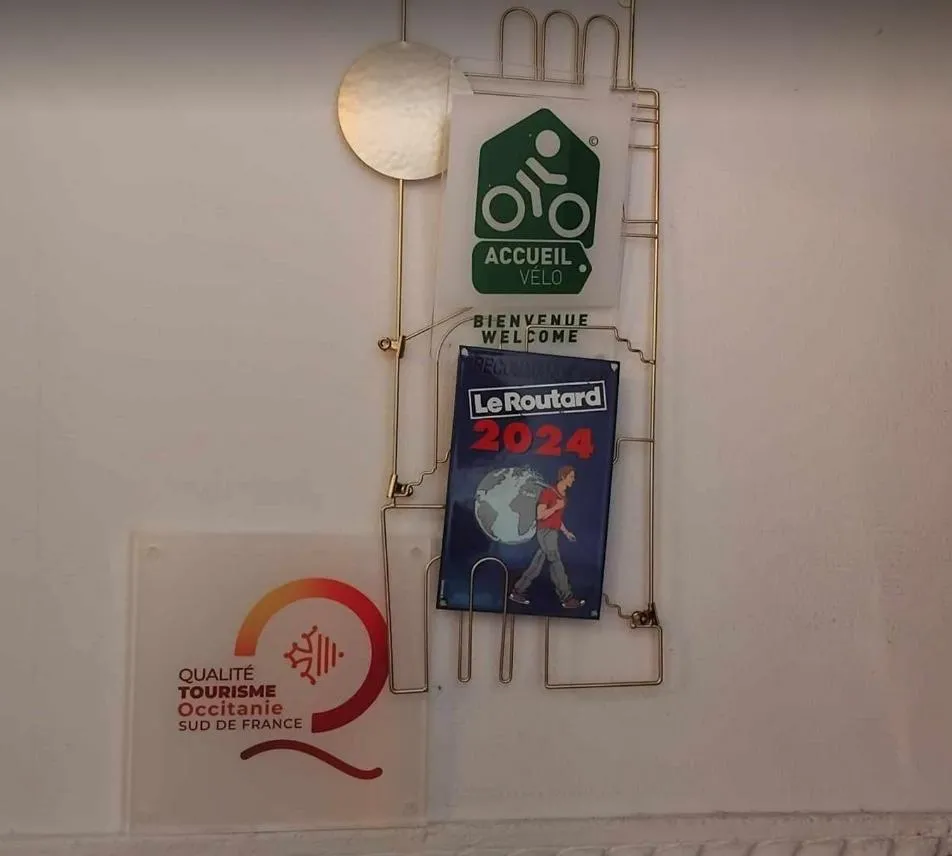 ©
ACCUEIL
VÉLO
BIENVENUE
WELCOME
Le Routard
2024
QUALITÉ
TOURISME
Occitanie
SUD DE FRANCE